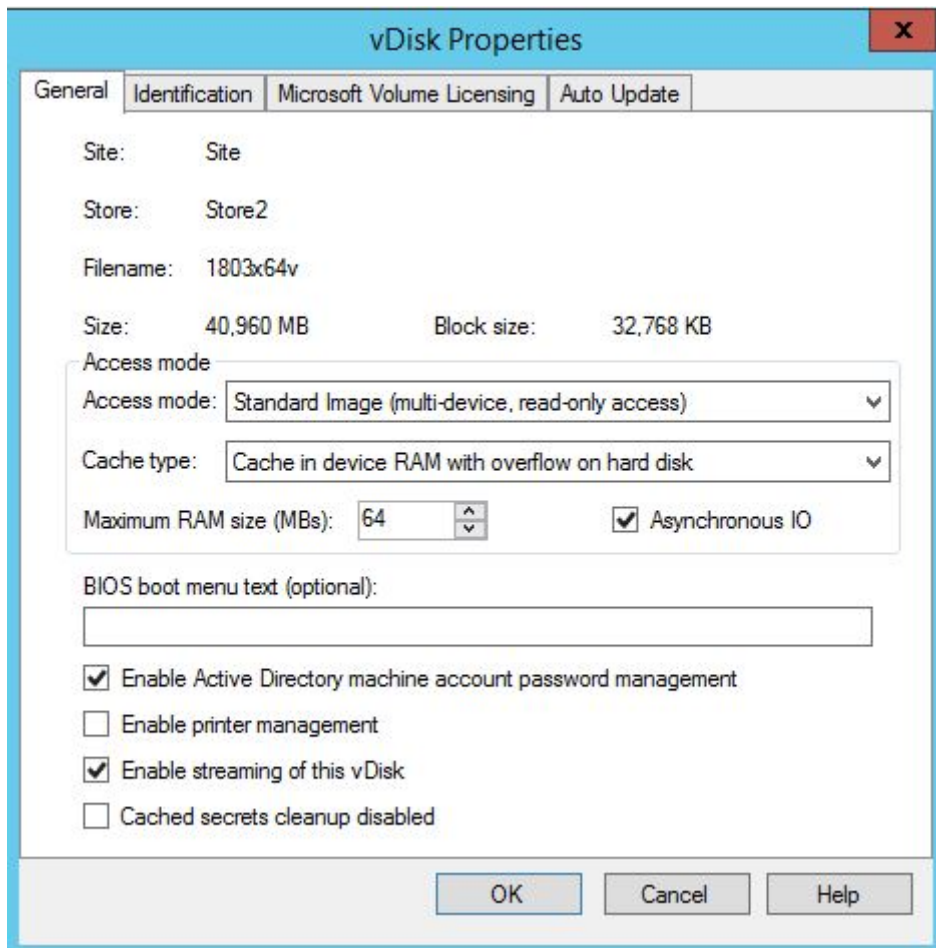 vDisk Properties
x
General Identification Microsoft Volume Licensing Auto Update
Site: Site
Store: Store2
Filename: 1803x64v
Size: 40,960 MB Block size: 32,768 KB
Access mode
Access mode: Standard Image (multi-device, read-only access)
Cache type: Cache in device RAM with overflow on hard disk
Maximum RAM size (MBs): 64 Asynchronous IO
BIOS boot menu text (optional):
Enable Active Directory machine account password management
Enable printer management
Enable streaming of this vDisk
Cached secrets cleanup disabled
OK Cancel Help